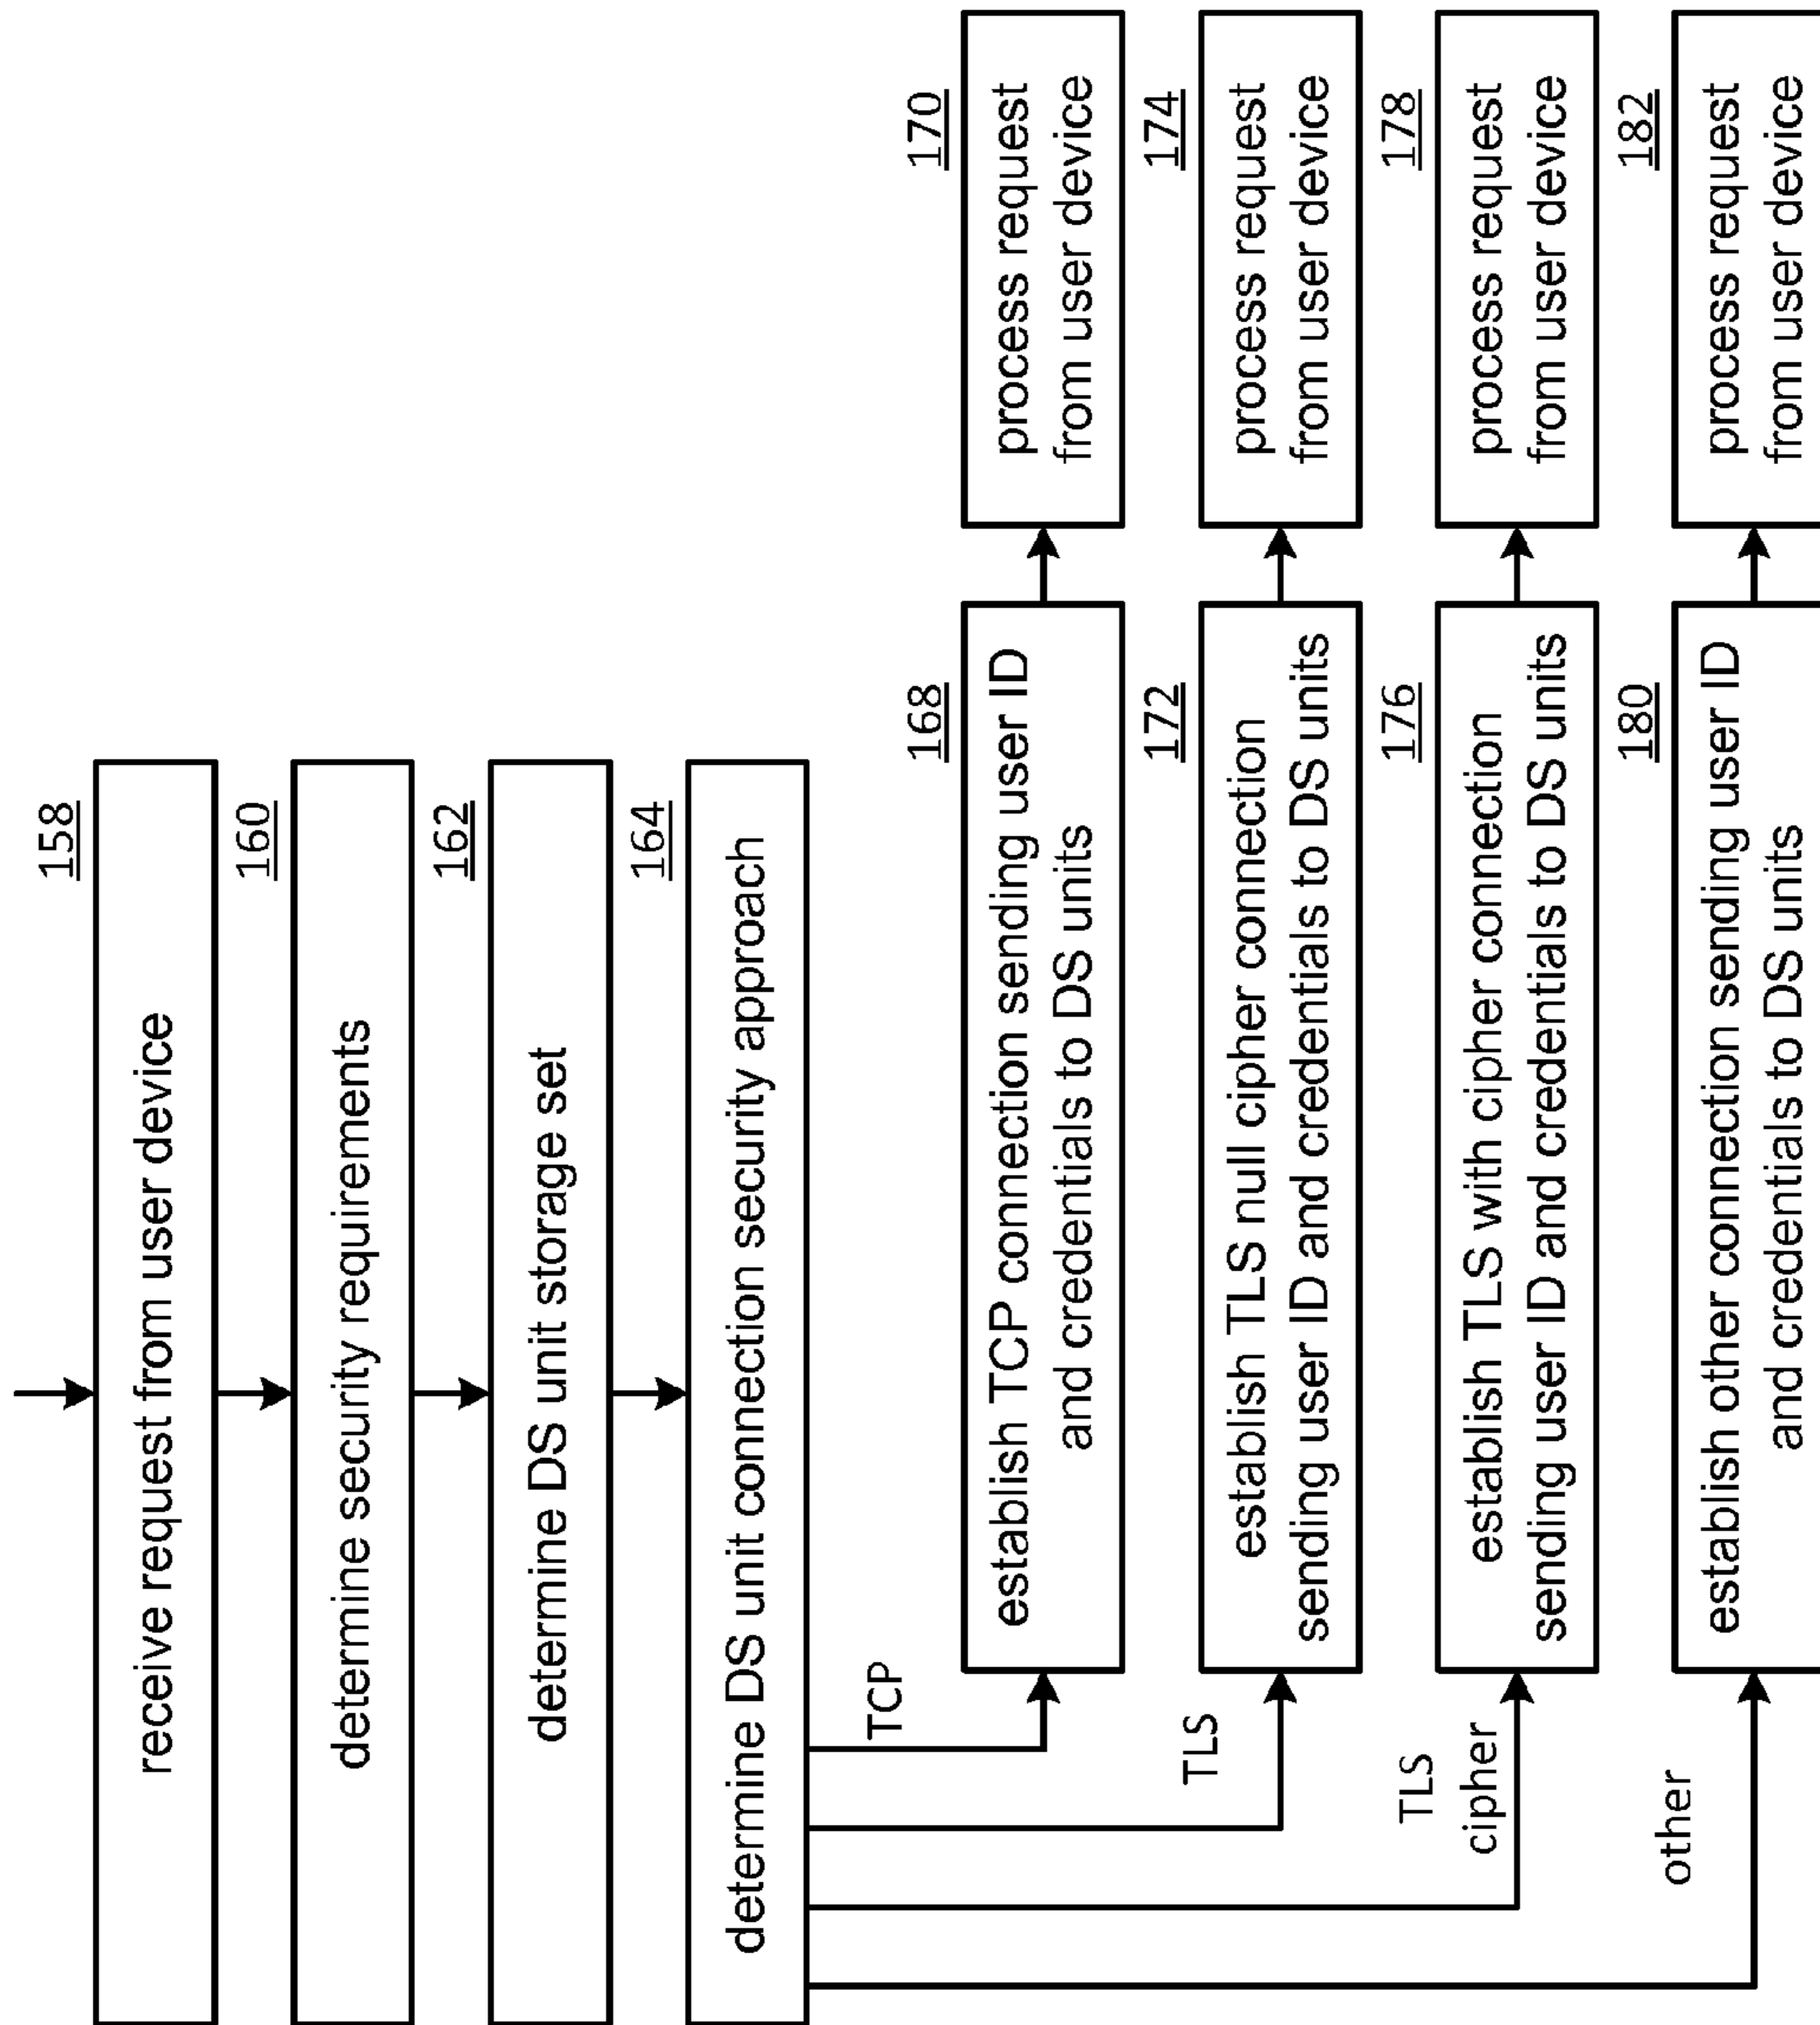 158
receive request from user device
160
determine security requirements
162
determine DS unit storage set
164
determine DS unit connection security approach
TCP
168
establish TCP connection sending user ID
and credentials to DS units
170
process request
from user device
TLS
172
establish TLS null cipher connection
sending user ID and credentials to DS units
174
process request
from user device
TLS
cipher
176
establish TLS with cipher connection
sending user ID and credentials to DS units
178
process request
from user device
other
180
establish other connection sending user ID
and credentials to DS units
182
process request
from user device